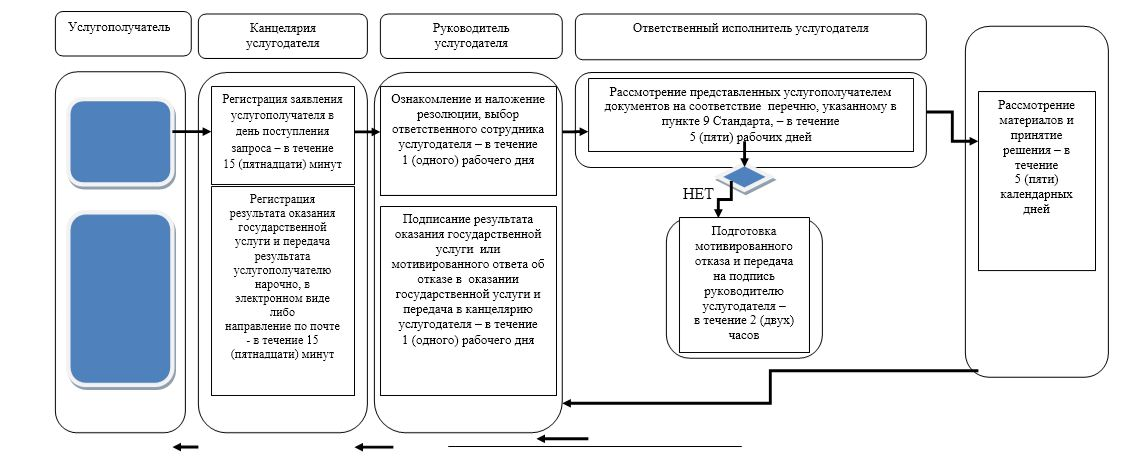 Услугополучатель
Канцелярия
услугодателя
Руководитель
услугодателя
Ответственный исполнитель услугодателя
Регистрация заявления
услугополучателя в
день поступления
запроса – в течение
15 (пятнадцати) минут
Регистрация
результата оказания
государственной
услуги и передача
результата
услугополучателю
нарочно, в
электронном виде
либо
направление по почте
- в течение 15
(пятнадцати) минут
Ознакомление и наложение
резолюции, выбор
ответственного сотрудника
услугодателя – в течение
1 (одного) рабочего дня
Подписание результата
оказания государственной
услуги или
мотивированного ответа об
отказе в оказании
государственной услуги и
передача в канцелярию
услугодателя – в течение
1 (одного) рабочего дня
Рассмотрение представленных услугополучателем
документов на соответствие перечню, указанному в
пункте 9 Стандарта, – в течение
5 (пяти) рабочих дней
НЕТ
Подготовка
мотивированного
отказа и передача
на подпись
руководителю
услугодателя –
в течение 2 (двух)
часов
Рассмотрение
материалов и
принятие
решения – в
течение
5 (пяти)
календарных
дней